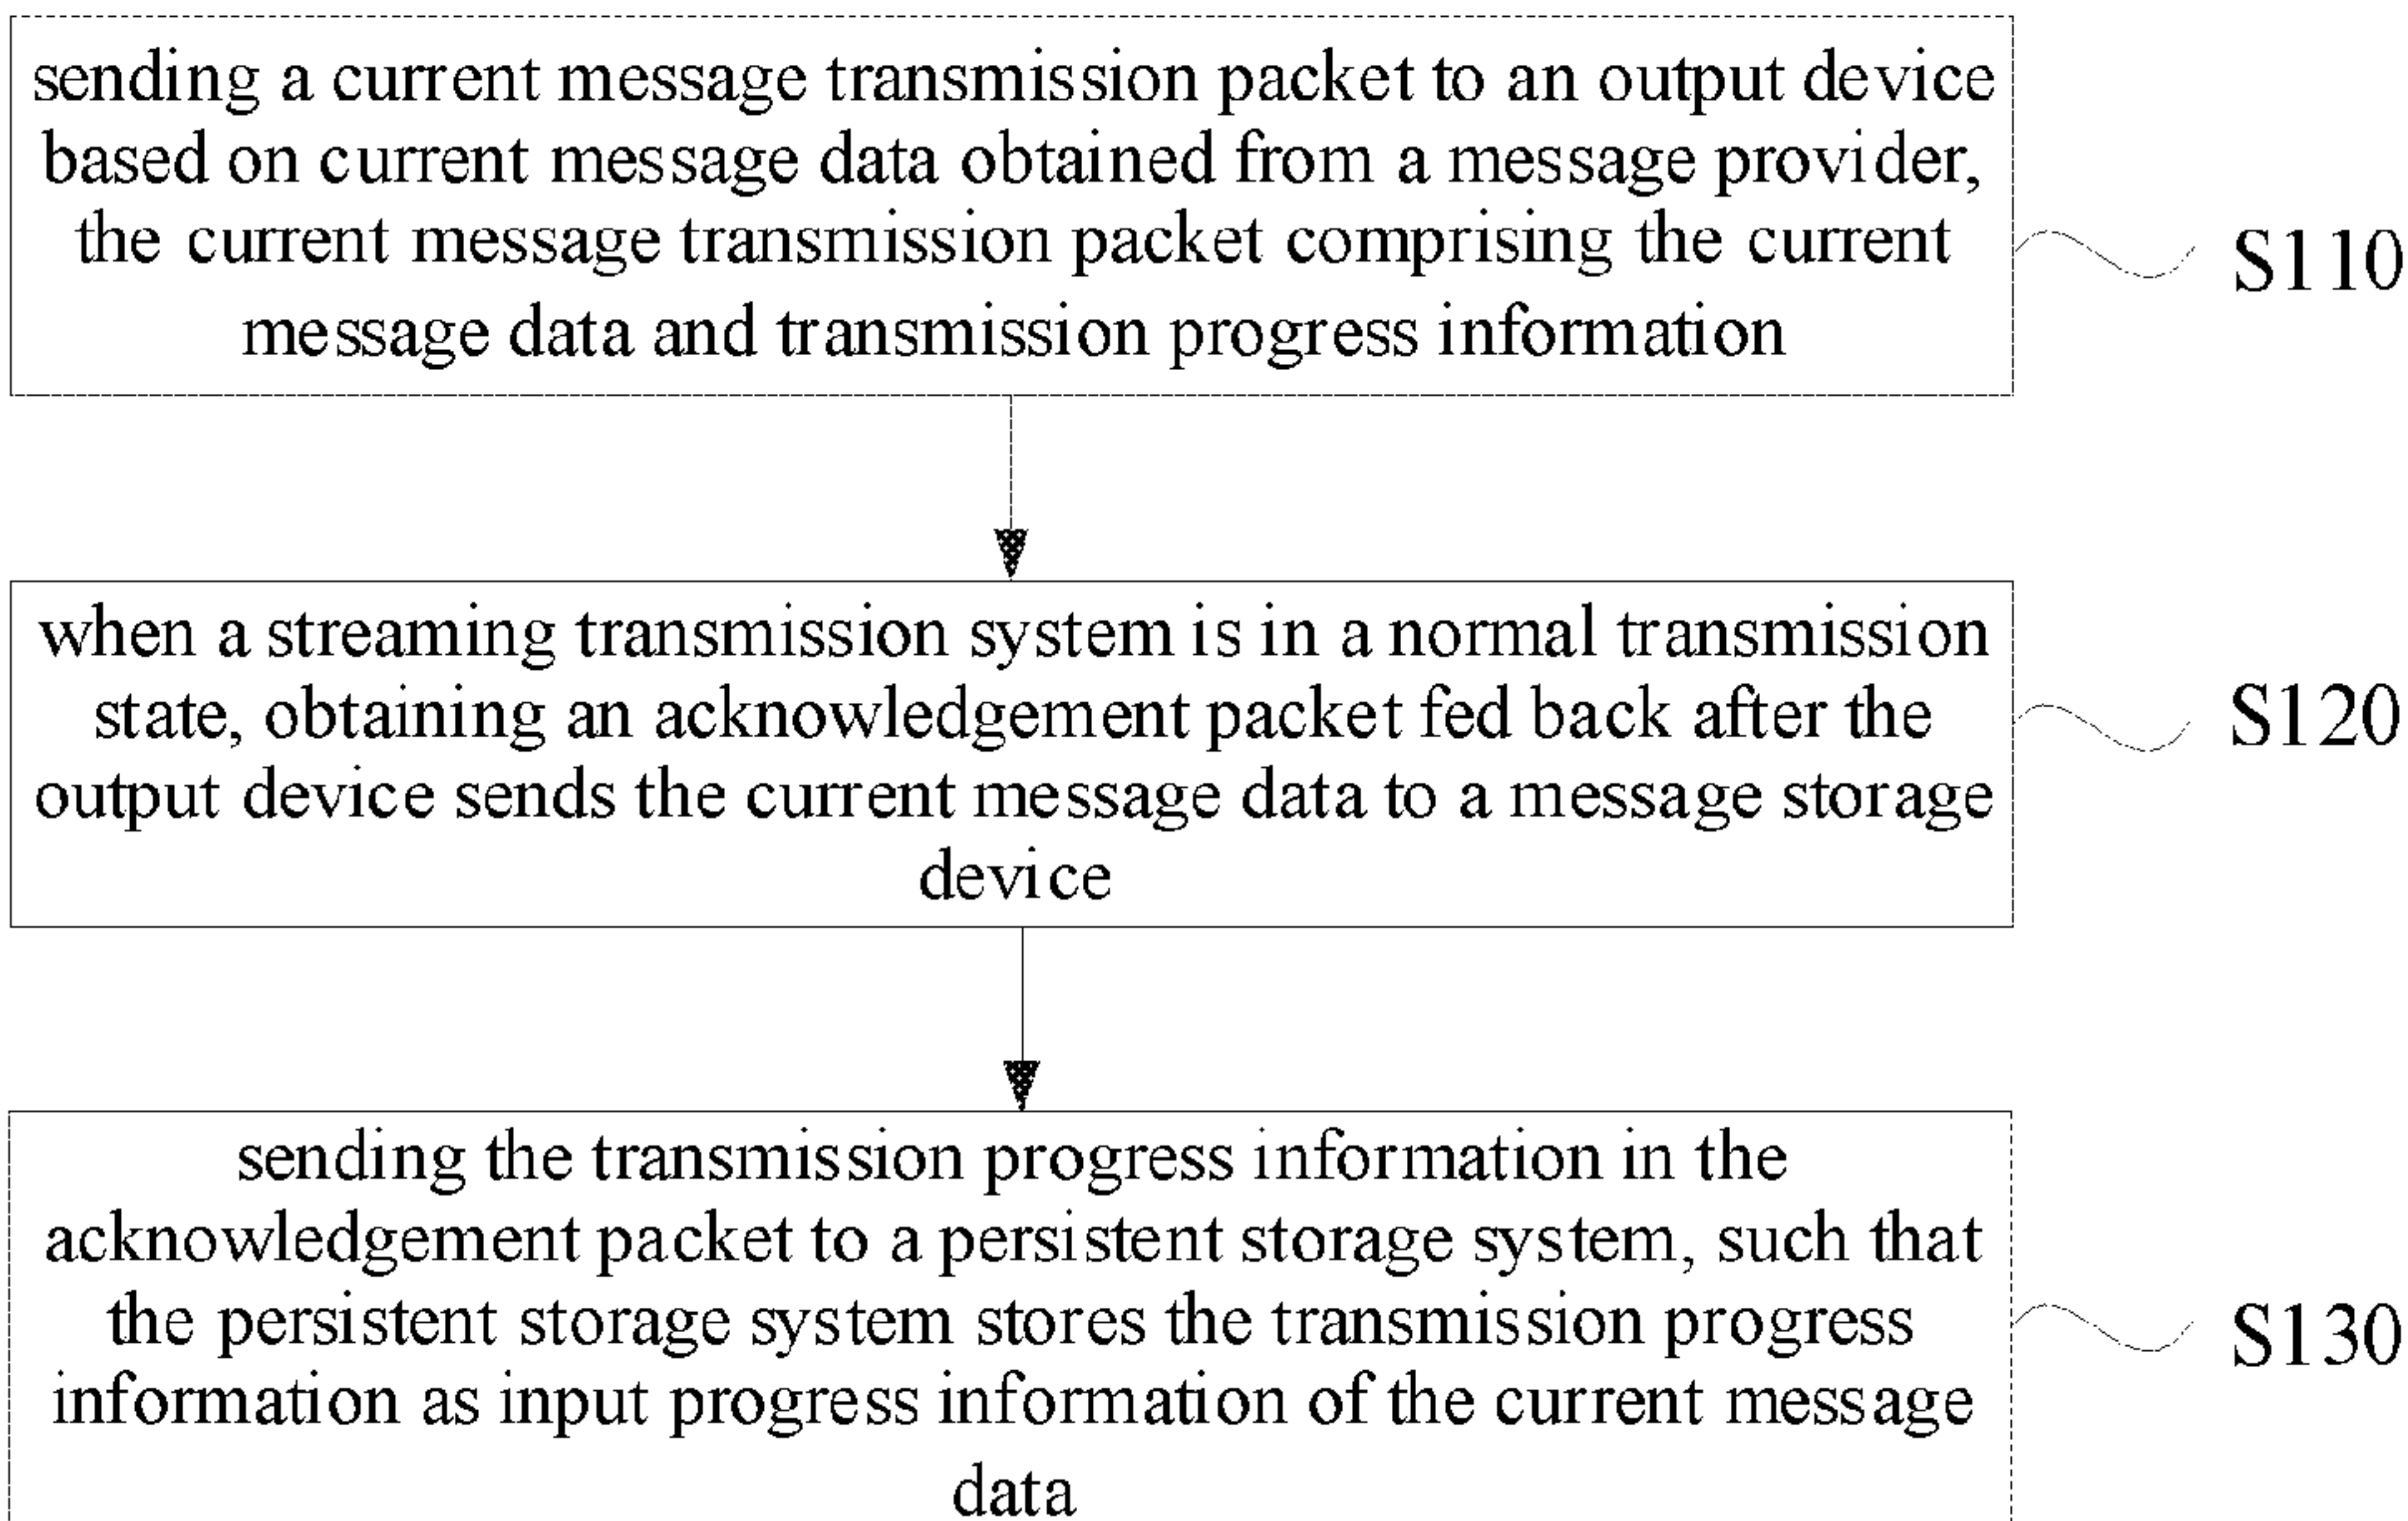 sending a current message transmission packet to an output device
based on current message data obtained from a message provider,
the current message transmission packet comprising the current
message data and transmission progress information
S110
when a streaming transmission system is in a normal transmission
state, obtaining an acknowledgement packet fed back after the
output device sends the current message data to a message storage
device
S120
sending the transmission progress information in the
acknowledgement packet to a persistent storage system, such that
the persistent storage system stores the transmission progress
information as input progress information of the current message
data
S130